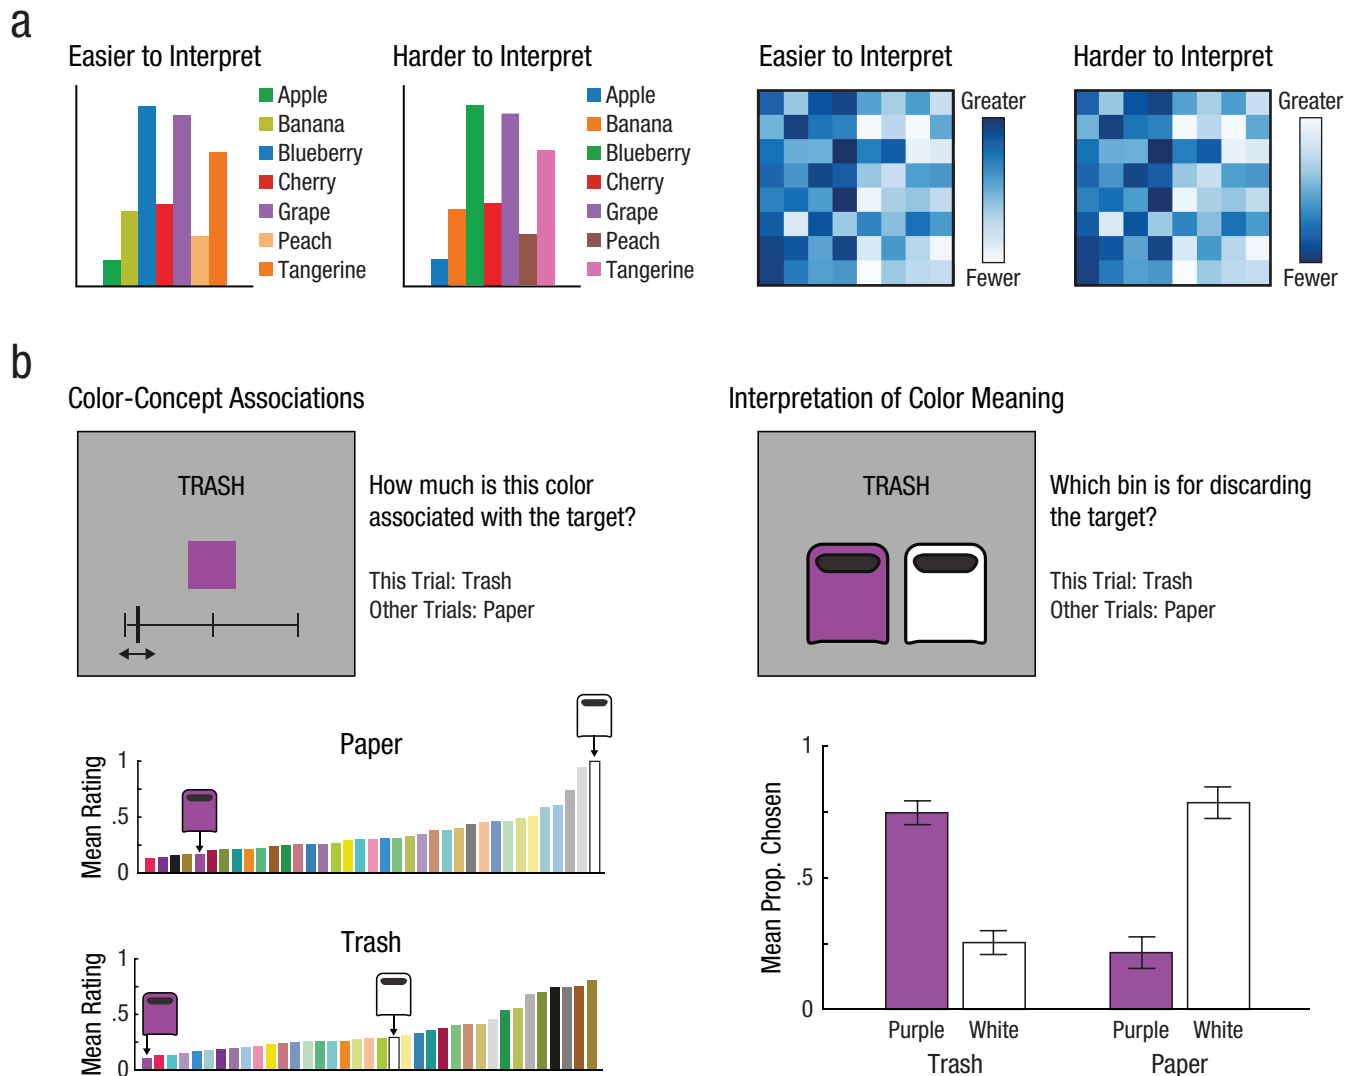 a
Easier to Interpret
Apple
Banana
Blueberry
Cherry
Grape
Peach
Tangerine
Harder to Interpret
Apple
Banana
Blueberry
Cherry
Grape
Peach
Tangerine
Easier to Interpret
Greater
Fewer
Harder to Interpret
Greater
Fewer
b
Color-Concept Associations
TRASH
How much is this color
associated with the target?
This Trial: Trash
Other Trials: Paper
Paper
Mean Rating
1
.5
0
Trash
Mean Rating
1
.5
0
Interpretation of Color Meaning
TRASH
Which bin is for discarding
the target?
This Trial: Trash
Other Trials: Paper
Mean Prop. Chosen
1
.5
0
Purple White Purple White
Trash Paper